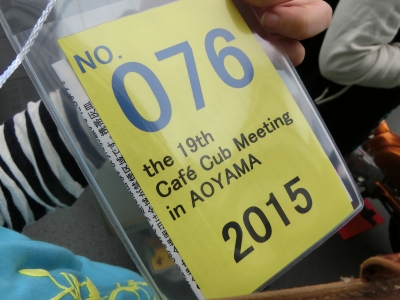 NO.
076
the 19th
Café Cub Meeting
in AOYAMA
2015